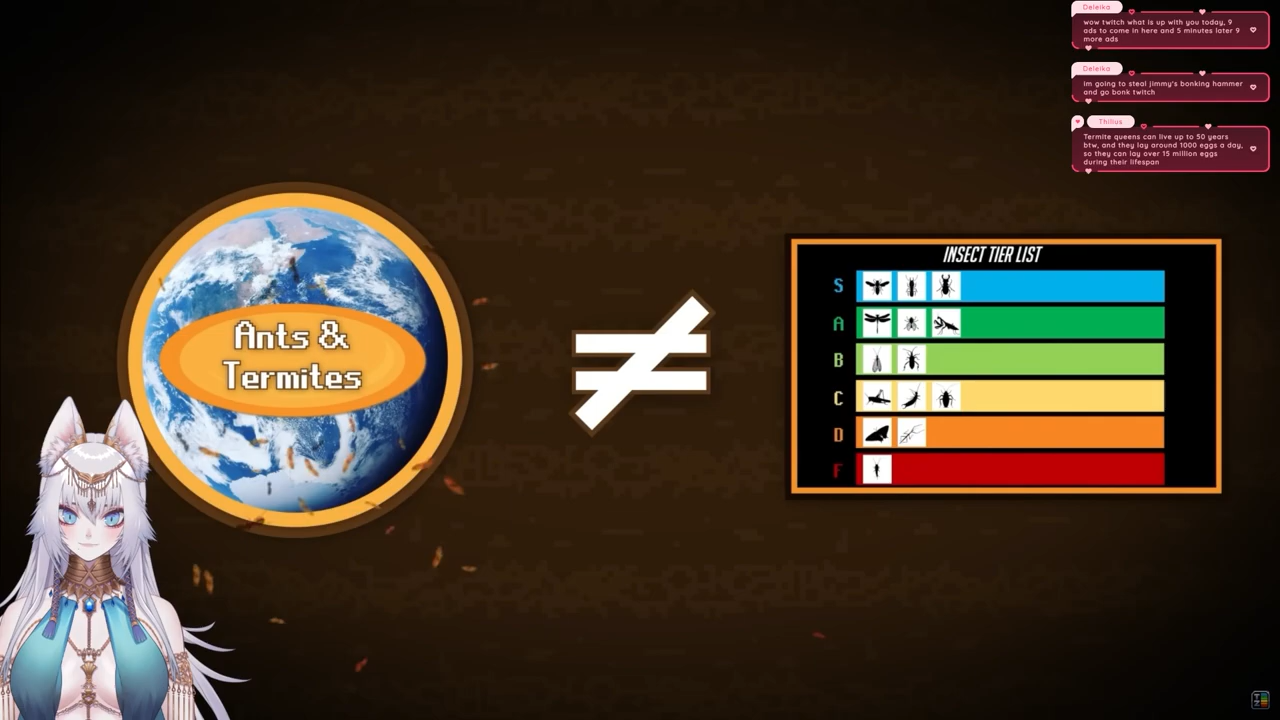 Deleika
wow twitch what is up with you today, 9
ads to come in here and 5 minutes later 9
more ads
Deleika
im going to steal jimmy's bonking hammer
and go bonk twitch
Thilius
Termite queens can live up to 50 years
btw, and they lay around 1000 eggs a day,
so they can lay over 15 million eggs
during their lifespan
Ants &
Termites
≠
INSECT TIER LIST
S
A
B
C
D
F